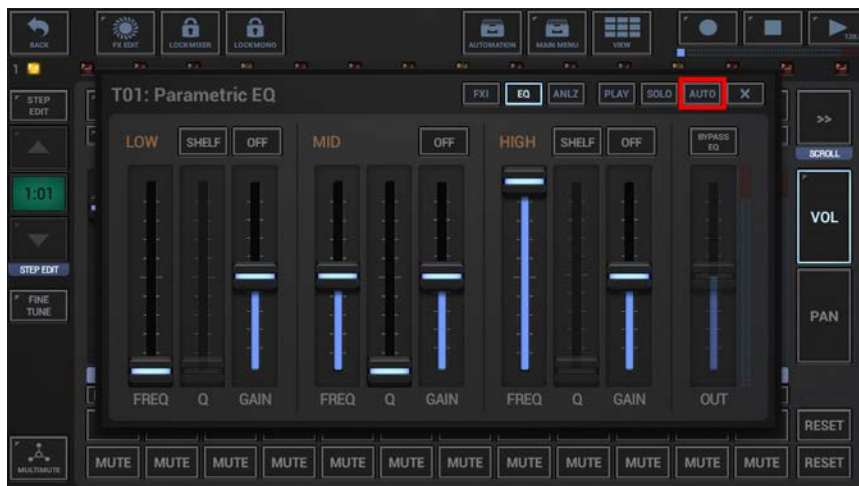 BACK
FX EDIT
LOCK MIXER
LOCK MONO
AUTOMATION
MAIN MENU
VIEW
1
STEP
EDIT
1:01
STEP EDIT
FINE
TUNE
MULTIMUTE
T01: Parametric EQ
FXI EQ ANLZ PLAY SOLO AUTO X
LOW SHELF OFF MID OFF HIGH SHELF OFF BYPASS
EQ
FREQ Q GAIN FREQ Q GAIN FREQ Q GAIN OUT
>>
SCROLL
VOL
PAN
RESET
MUTE MUTE MUTE MUTE MUTE MUTE MUTE MUTE MUTE MUTE MUTE MUTE RESET